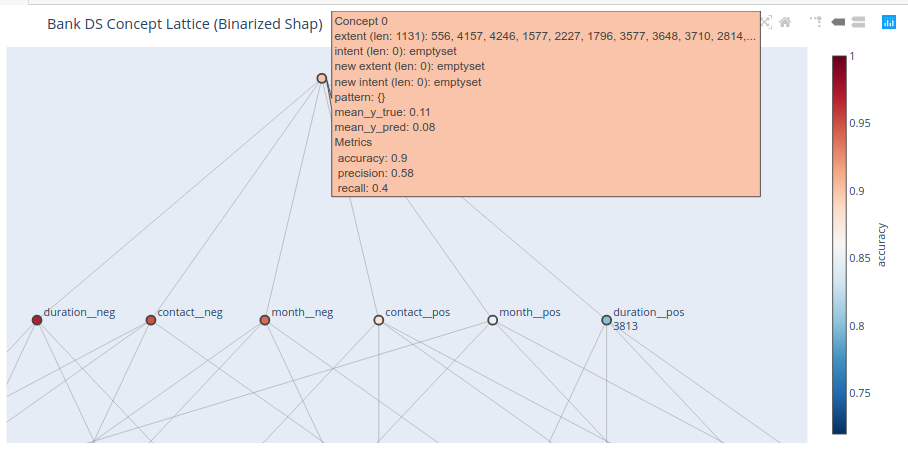 Bank DS Concept Lattice (Binarized Shap)
Concept 0
extent (len: 1131): 556, 4157, 4246, 1577, 2227, 1796, 3577, 3648, 3710, 2814,...
intent (len: 0): emptyset
new extent (len: 0): emptyset
new intent (len: 0): emptyset
pattern: {}
mean_y_true: 0.11
mean_y_pred: 0.08
Metrics
accuracy: 0.9
precision: 0.58
recall: 0.4
duration__neg
contact__neg
month__neg
contact__pos
month__pos
duration__pos
3813
1
0.95
0.9
0.85
0.8
0.75
accuracy